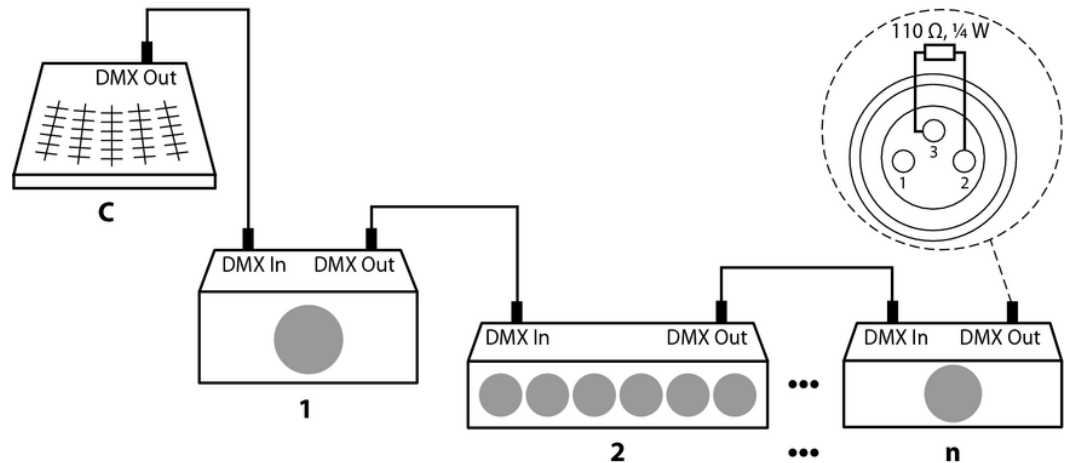 DMX Out
C
110 Ω, ¼ W
3
1
2
DMX In
DMX Out
1
DMX In
DMX Out
2
•••
•••
DMX In
DMX Out
n